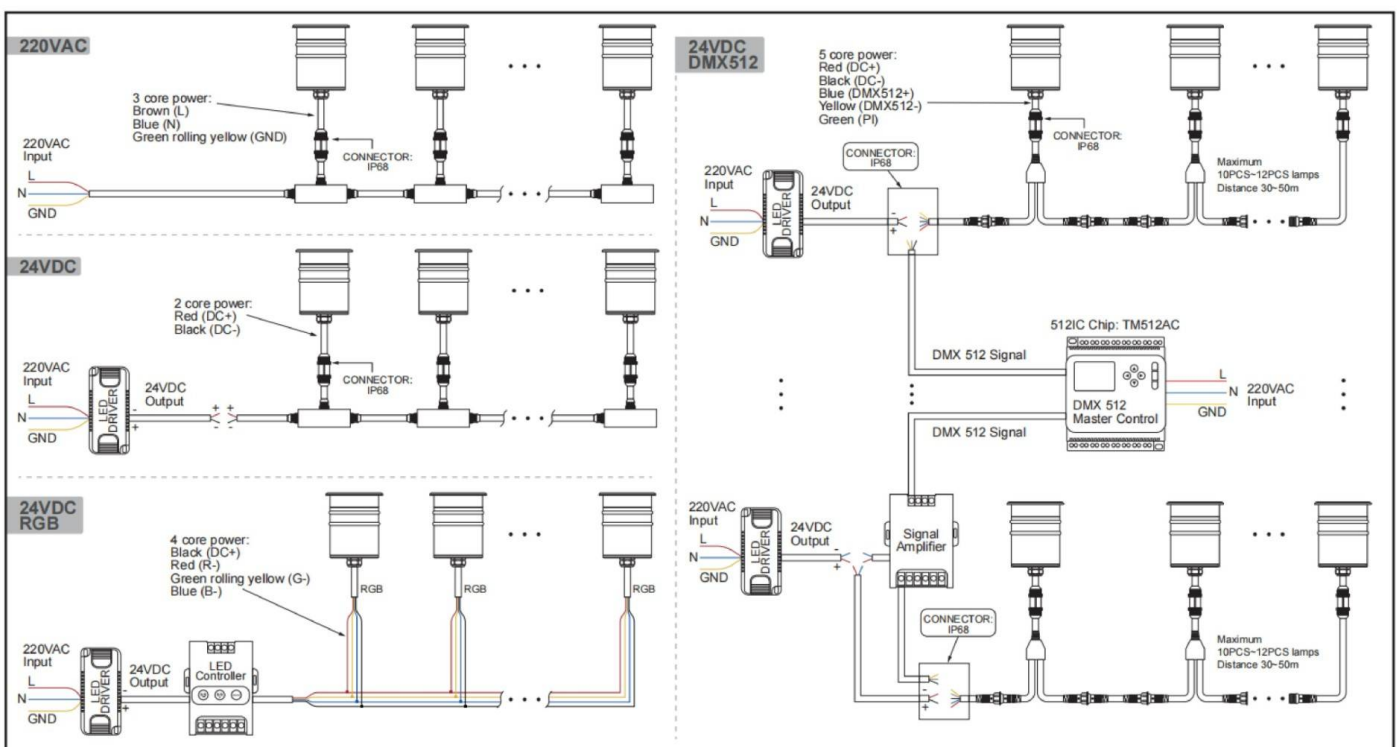 220VAC
3 core power:
Brown (L)
Blue (N)
Green rolling yellow (GND)
CONNECTOR:
IP68
220VAC
Input
L
N
GND
24VDC
2 core power:
Red (DC+)
Black (DC-)
CONNECTOR:
IP68
220VAC
Input
L
N
GND
LED
DRIVER
-
+
24VDC
Output
+ +
- -
24VDC
RGB
4 core power:
Black (DC+)
Red (R-)
Green rolling yellow (G-)
Blue (B-)
RGB
RGB
RGB
220VAC
Input
L
N
GND
LED
DRIVER
-
+
24VDC
Output
LED
Controller
24VDC
DMX512
5 core power:
Red (DC+)
Black (DC-)
Blue (DMX512+)
Yellow (DMX512-)
Green (PI)
CONNECTOR:
IP68
CONNECTOR:
IP68
Maximum
10PCS~12PCS lamps
Distance 30~50m
220VAC
Input
L
N
GND
LED
DRIVER
24VDC
Output
-
+
512IC Chip: TM512AC
DMX 512 Signal
DMX 512
Master Control
L
N
GND
220VAC
Input
DMX 512 Signal
220VAC
Input
L
N
GND
LED
DRIVER
24VDC
Output
-
+
Signal
Amplifier
CONNECTOR:
IP68
-
+
Maximum
10PCS~12PCS lamps
Distance 30~50m